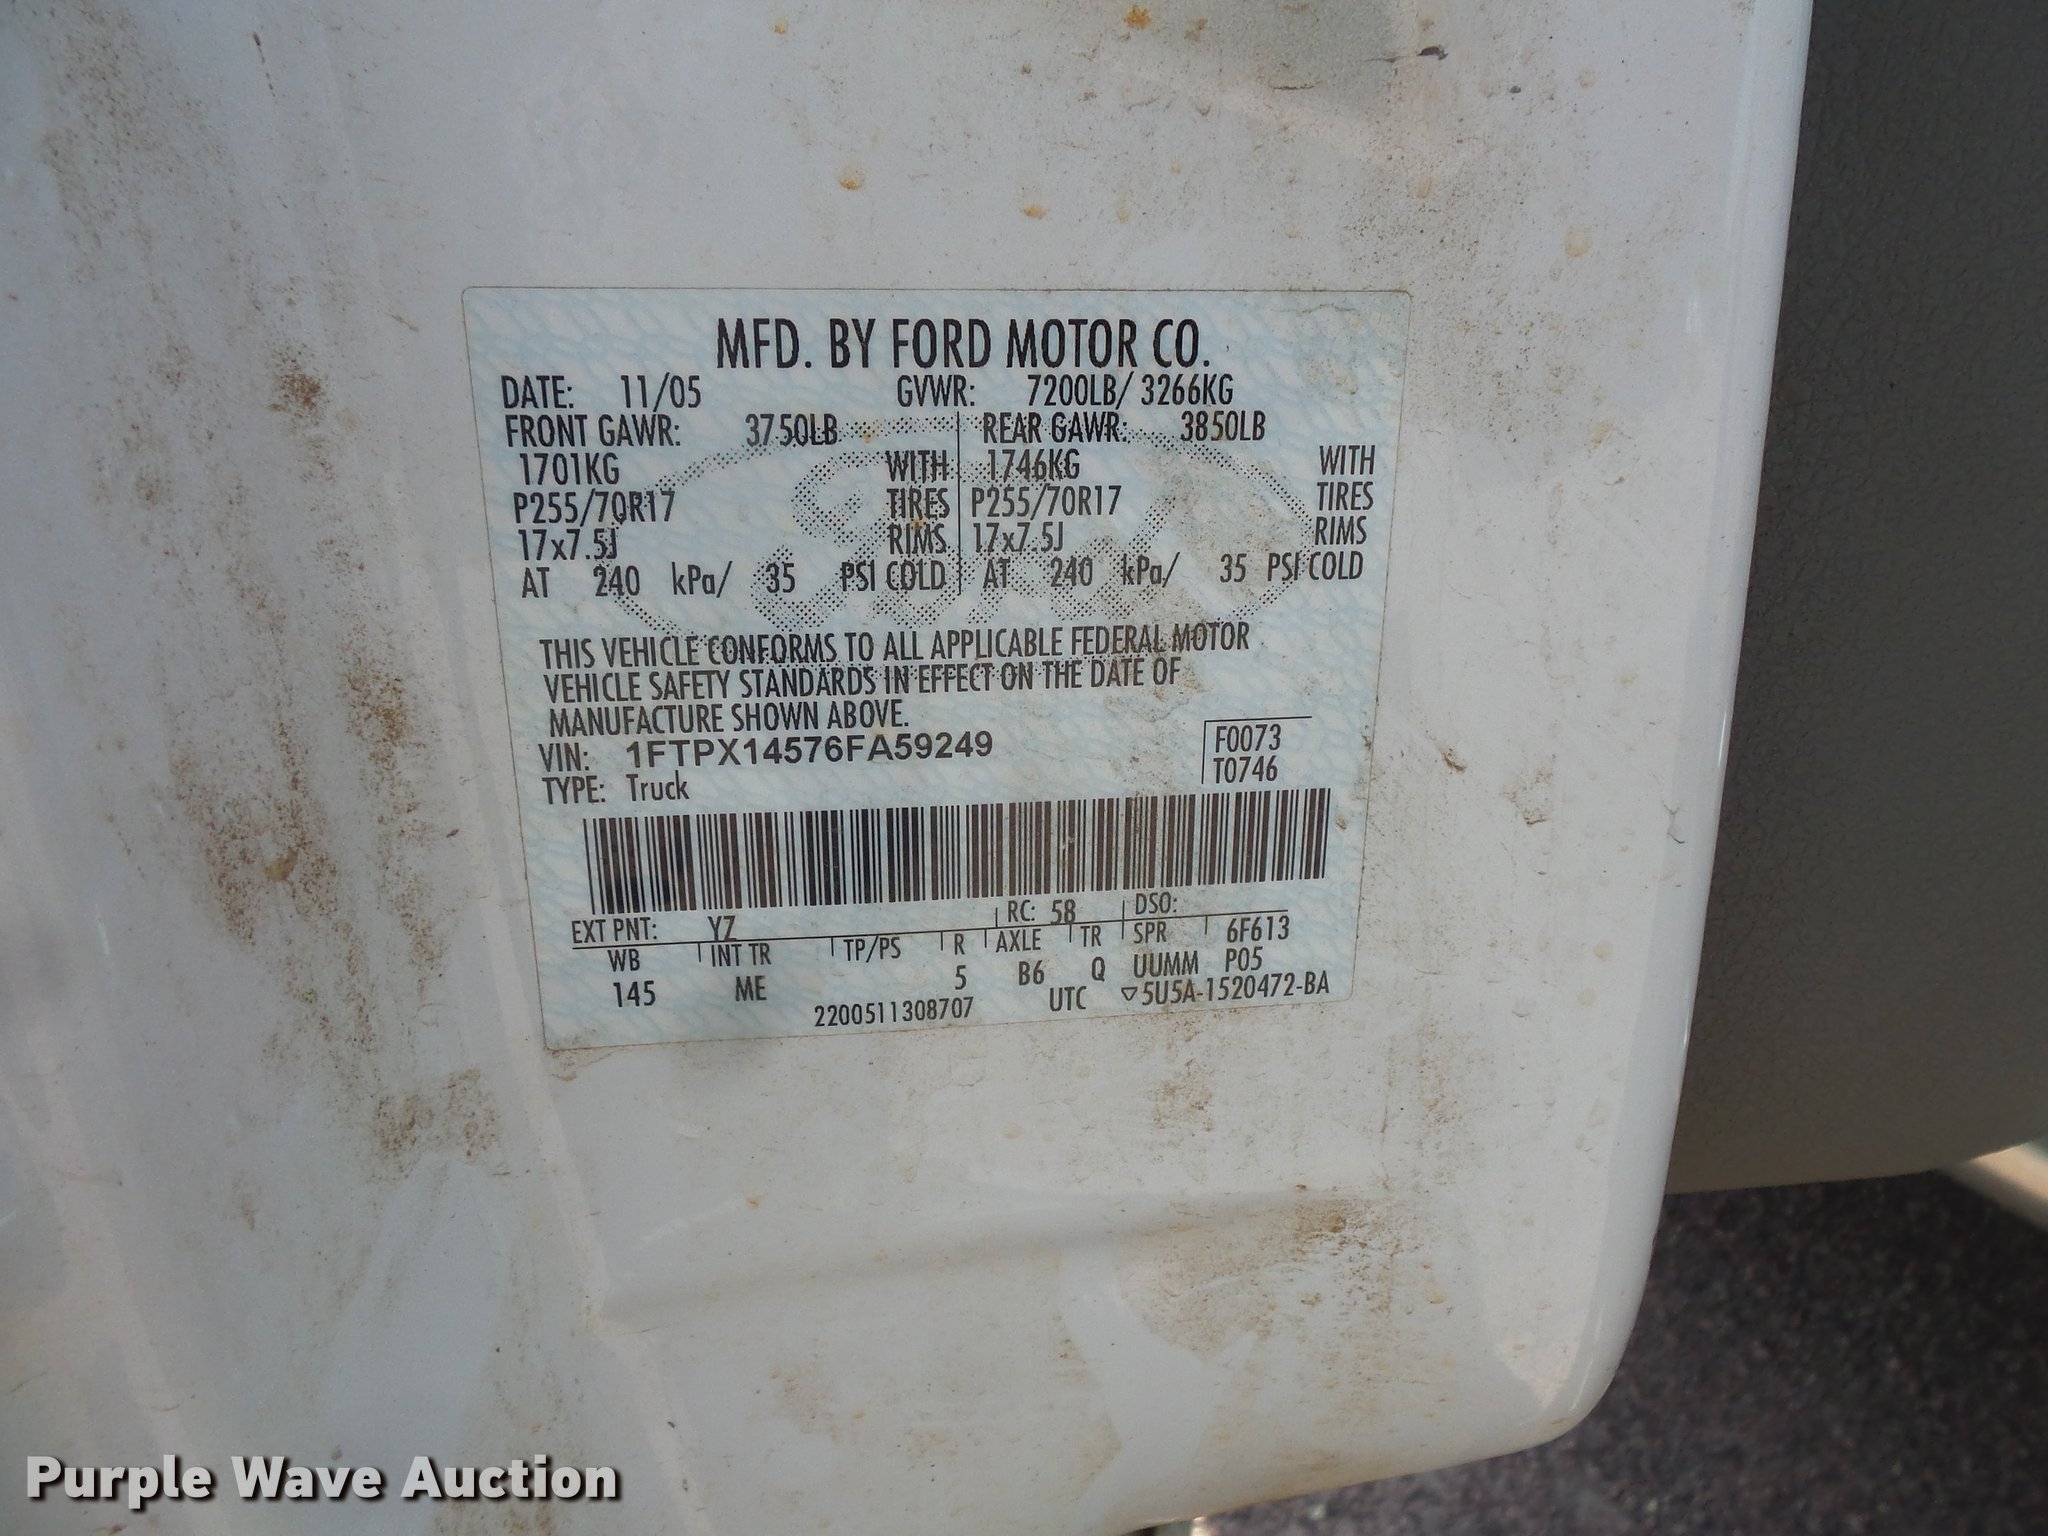 MFD. BY FORD MOTOR CO.
DATE: 11/05 GVWR: 7200LB/ 3266KG
FRONT GAWR: 3750LB REAR GAWR: 3850LB
1701KG WITH 1746KG WITH
P255/70R17 TIRES P255/70R17 TIRES
17x7.5J RIMS 17x7.5J RIMS
AT 240 kPa/ 35 PSI COLD AT 240 kPa/ 35 PSI COLD
THIS VEHICLE CONFORMS TO ALL APPLICABLE FEDERAL MOTOR
VEHICLE SAFETY STANDARDS IN EFFECT ON THE DATE OF
MANUFACTURE SHOWN ABOVE.
VIN: 1FTPX14576FA59249 F0073
TYPE: Truck T0746
EXT PNT: YZ RC: 58 DSO:
WB INT TR TP/PS R AXLE TR SPR 6F613
145 ME 5 B6 Q UUMM P05
2200511308707 UTC ▽5U5A-1520472-BA
Purple Wave Auction